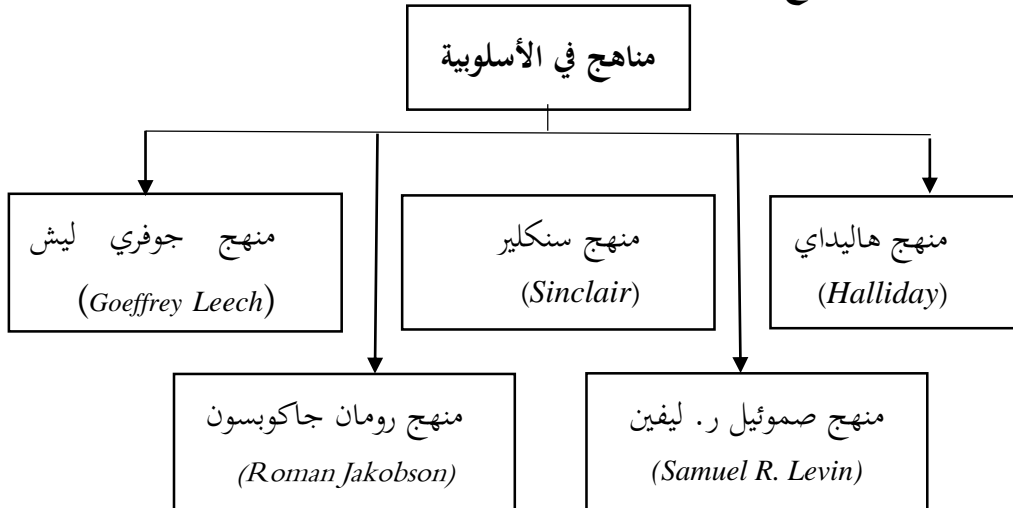 مناهج في الأسلوبية
منهج هاليداي
(Halliday)
منهج سنكلير
(Sinclair)
منهج جوفري ليش
(Goeffrey Leech)
منهج صموئيل ر. ليفين
(Samuel R. Levin)
منهج رومان جاكوبسون
(Roman Jakobson)